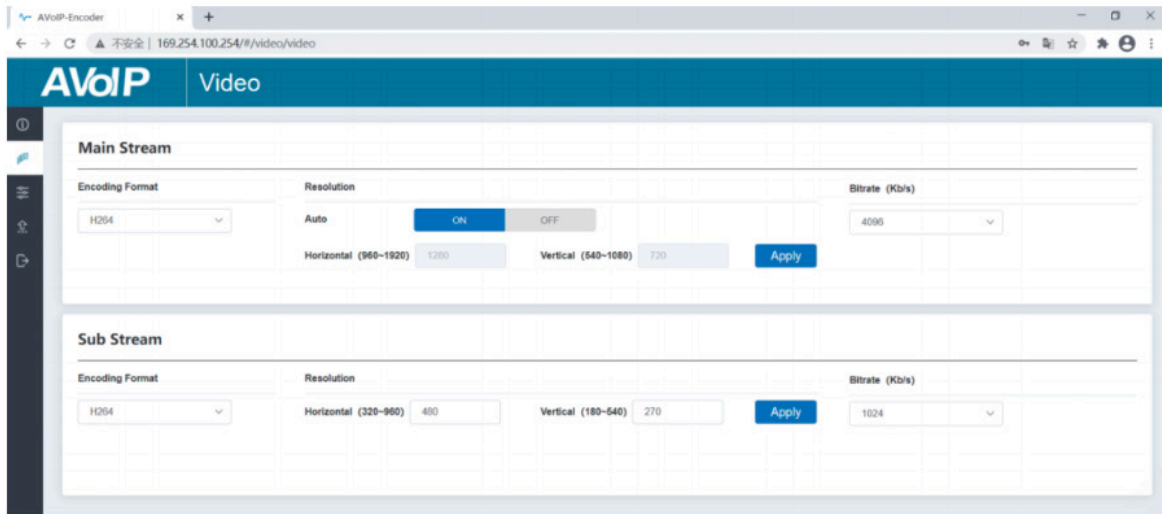 AVoIP-Encoder
不安全 | 169.254.100.254/#/video/video
AVoIP Video
Main Stream
Encoding Format Resolution Bitrate (Kb/s)
H264 Auto ON OFF 4096
Horizontal (960~1920) 1280 Vertical (540~1080) 720 Apply
Sub Stream
Encoding Format Resolution Bitrate (Kb/s)
H264 Horizontal (320~960) 480 Vertical (180~540) 270 Apply 1024